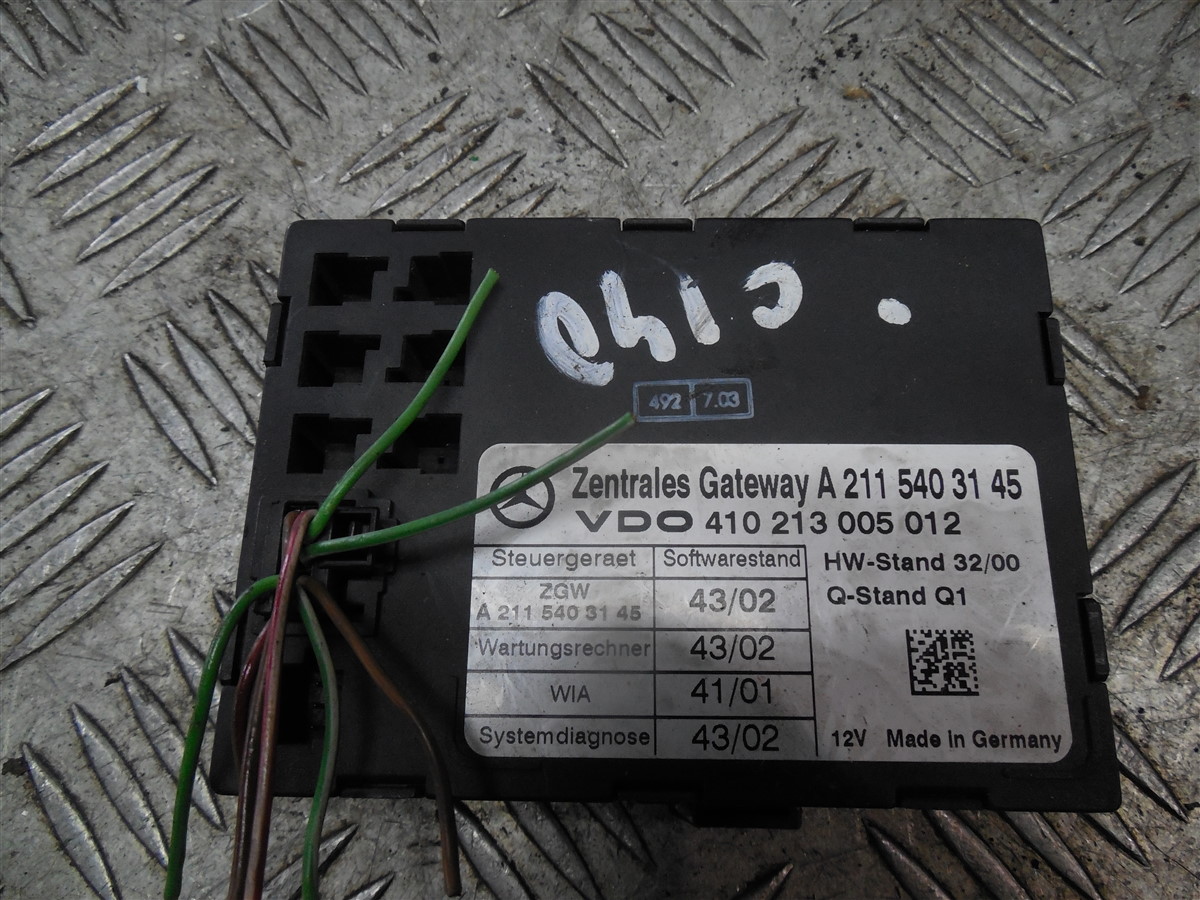 492 7.03
Zentrales Gateway A 211 540 31 45
VDO 410 213 005 012
Steuergeraet Softwarestand
ZGW
A 211 540 31 45 43/02
Wartungsrechner 43/02
WIA 41/01
Systemdiagnose 43/02
HW-Stand 32/00
Q-Stand Q1
12V Made in Germany